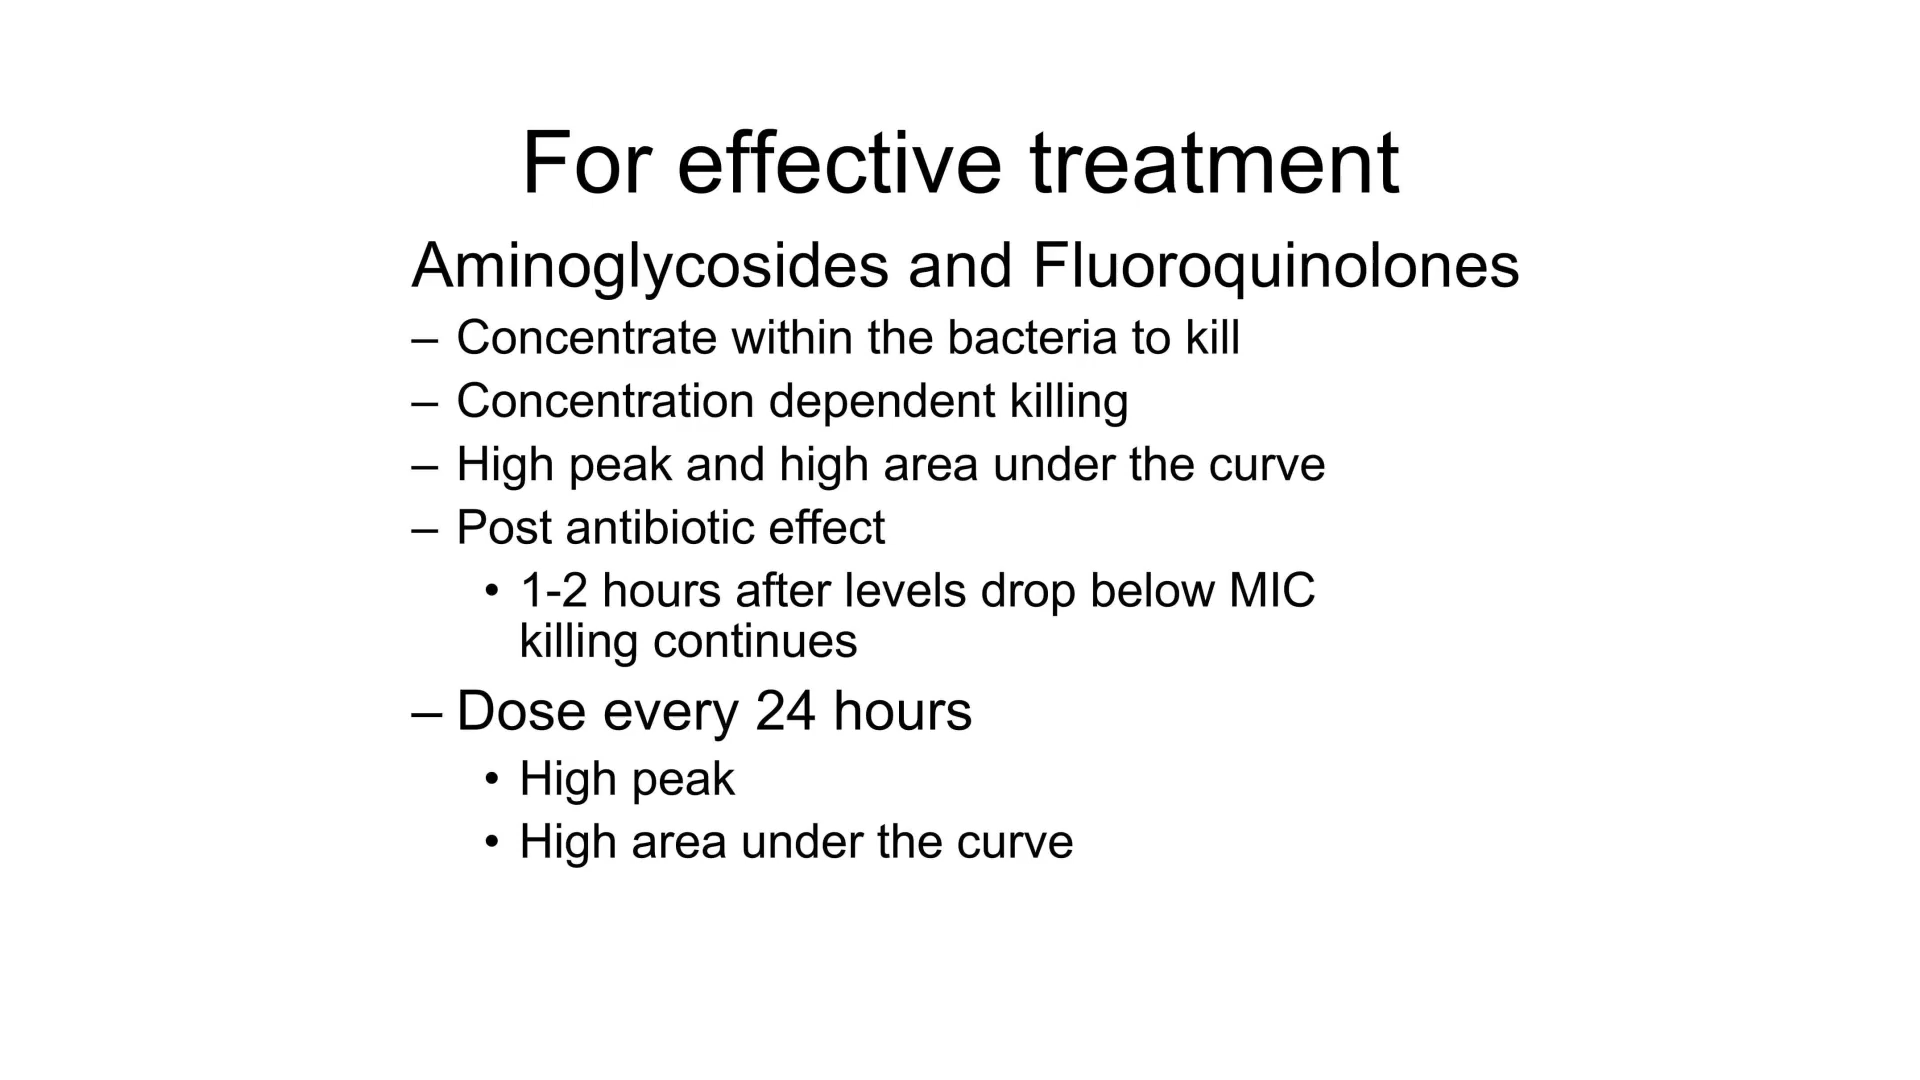 For effective treatment
Aminoglycosides and Fluoroquinolones
– Concentrate within the bacteria to kill
– Concentration dependent killing
– High peak and high area under the curve
– Post antibiotic effect
• 1-2 hours after levels drop below MIC
killing continues
– Dose every 24 hours
• High peak
• High area under the curve